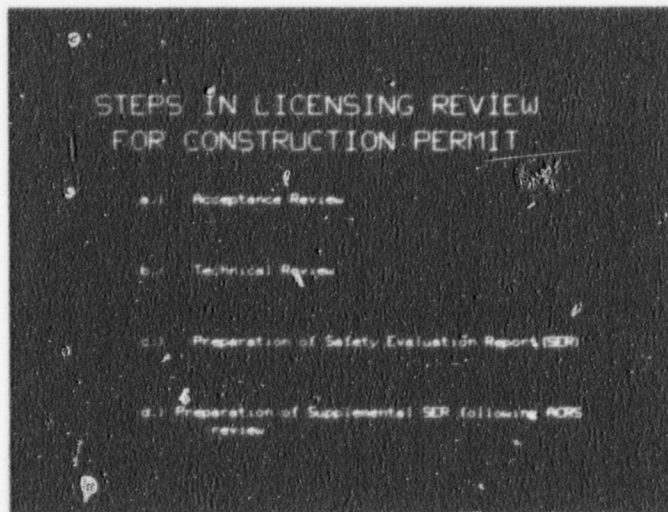 STEPS IN LICENSING REVIEW
FOR CONSTRUCTION PERMIT
a.) Acceptance Review
b.) Technical Review
c.) Preparation of Safety Evaluation Report (SER)
d.) Preparation of Supplemental SER following ACRS
review